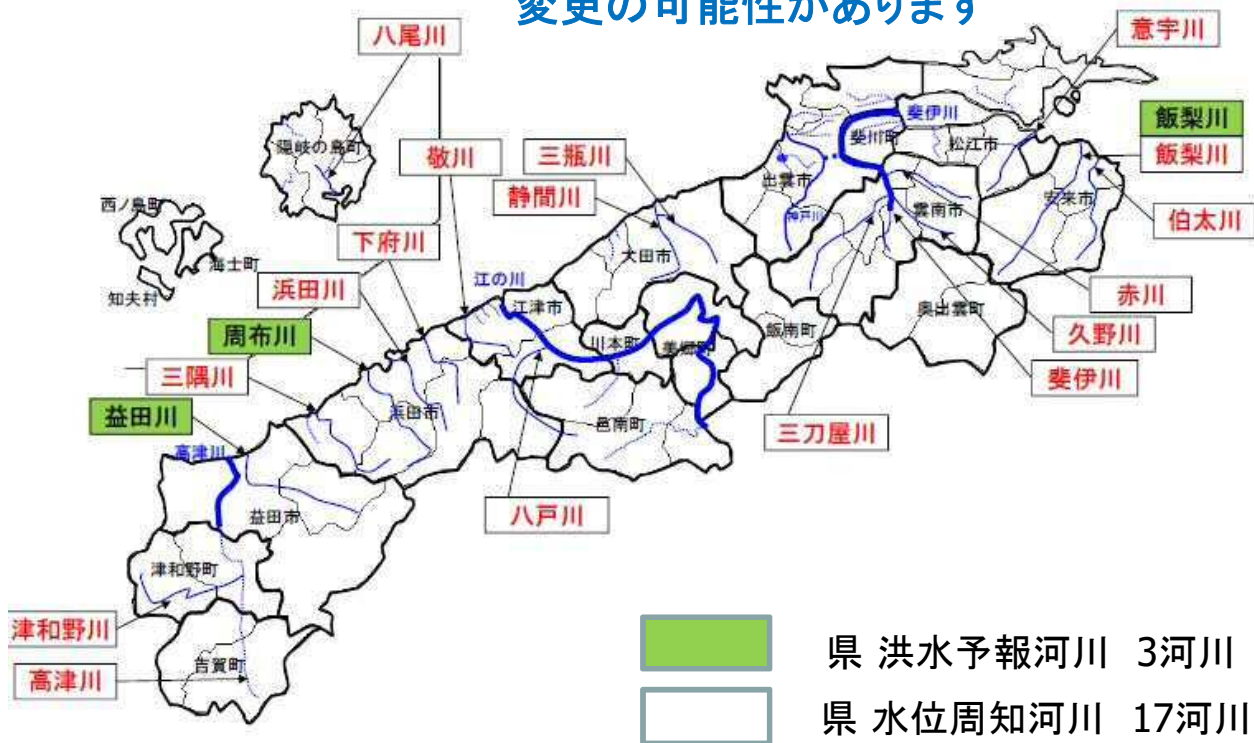 変更の可能性があります
八尾川
意宇川
斐伊川
飯梨川
斐川町
隠岐の島町
敬川
三瓶川
松江市
飯梨川
出雲市
静間川
西ノ島町
雲南市
安来市
神戸川
伯太川
下府川
大田市
海士町
江の川
浜田川
知夫村
赤川
江津市
奥出雲町
周布川
飯南町
川本町
美郷町
久野川
三隅川
斐伊川
益田川
浜田市
邑南町
三刀屋川
高津川
八戸川
益田市
津和野町
津和野川
県 洪水予報河川 3河川
吉賀町
高津川
県 水位周知河川 17河川